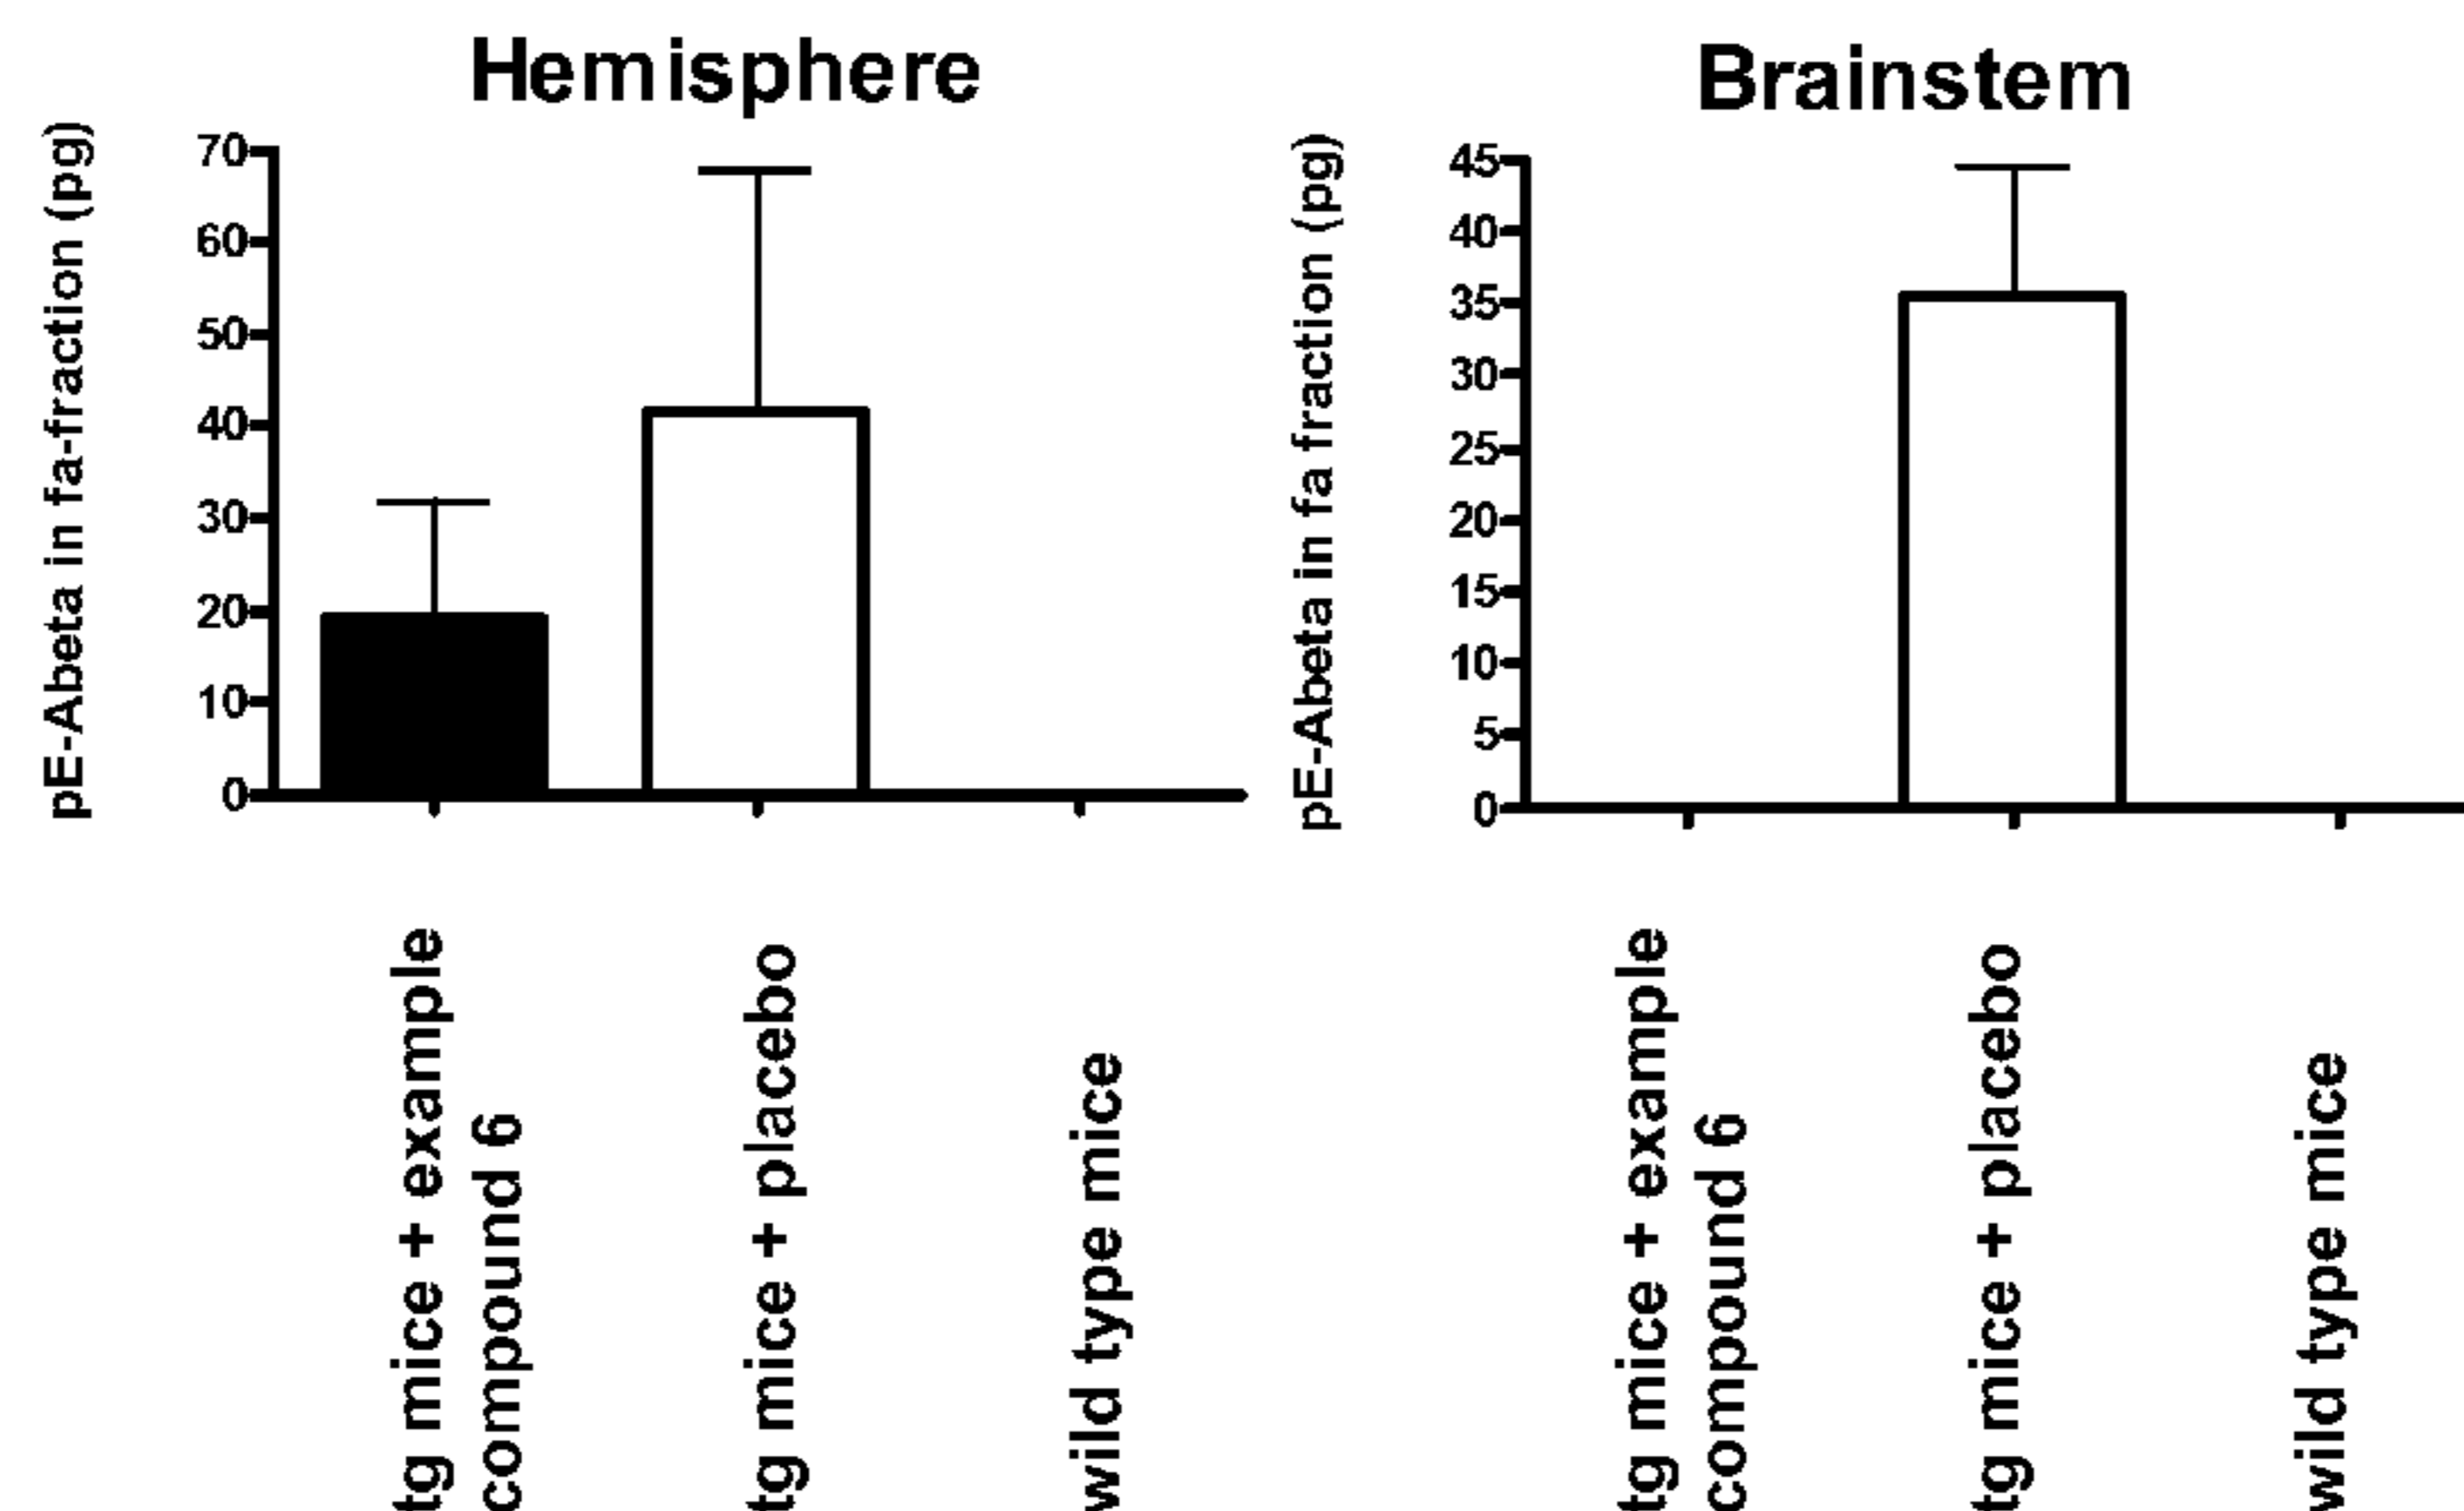 Hemisphere
pE-Abeta in fa-fraction (pg)
70
60
50
40
30
20
10
0
tg mice + example
compound 6
tg mice + placebo
wild type mice
Brainstem
pE-Abeta in fa fraction (pg)
45
40
35
30
25
20
15
10
5
0
tg mice + example
compound 6
tg mice + placebo
wild type mice